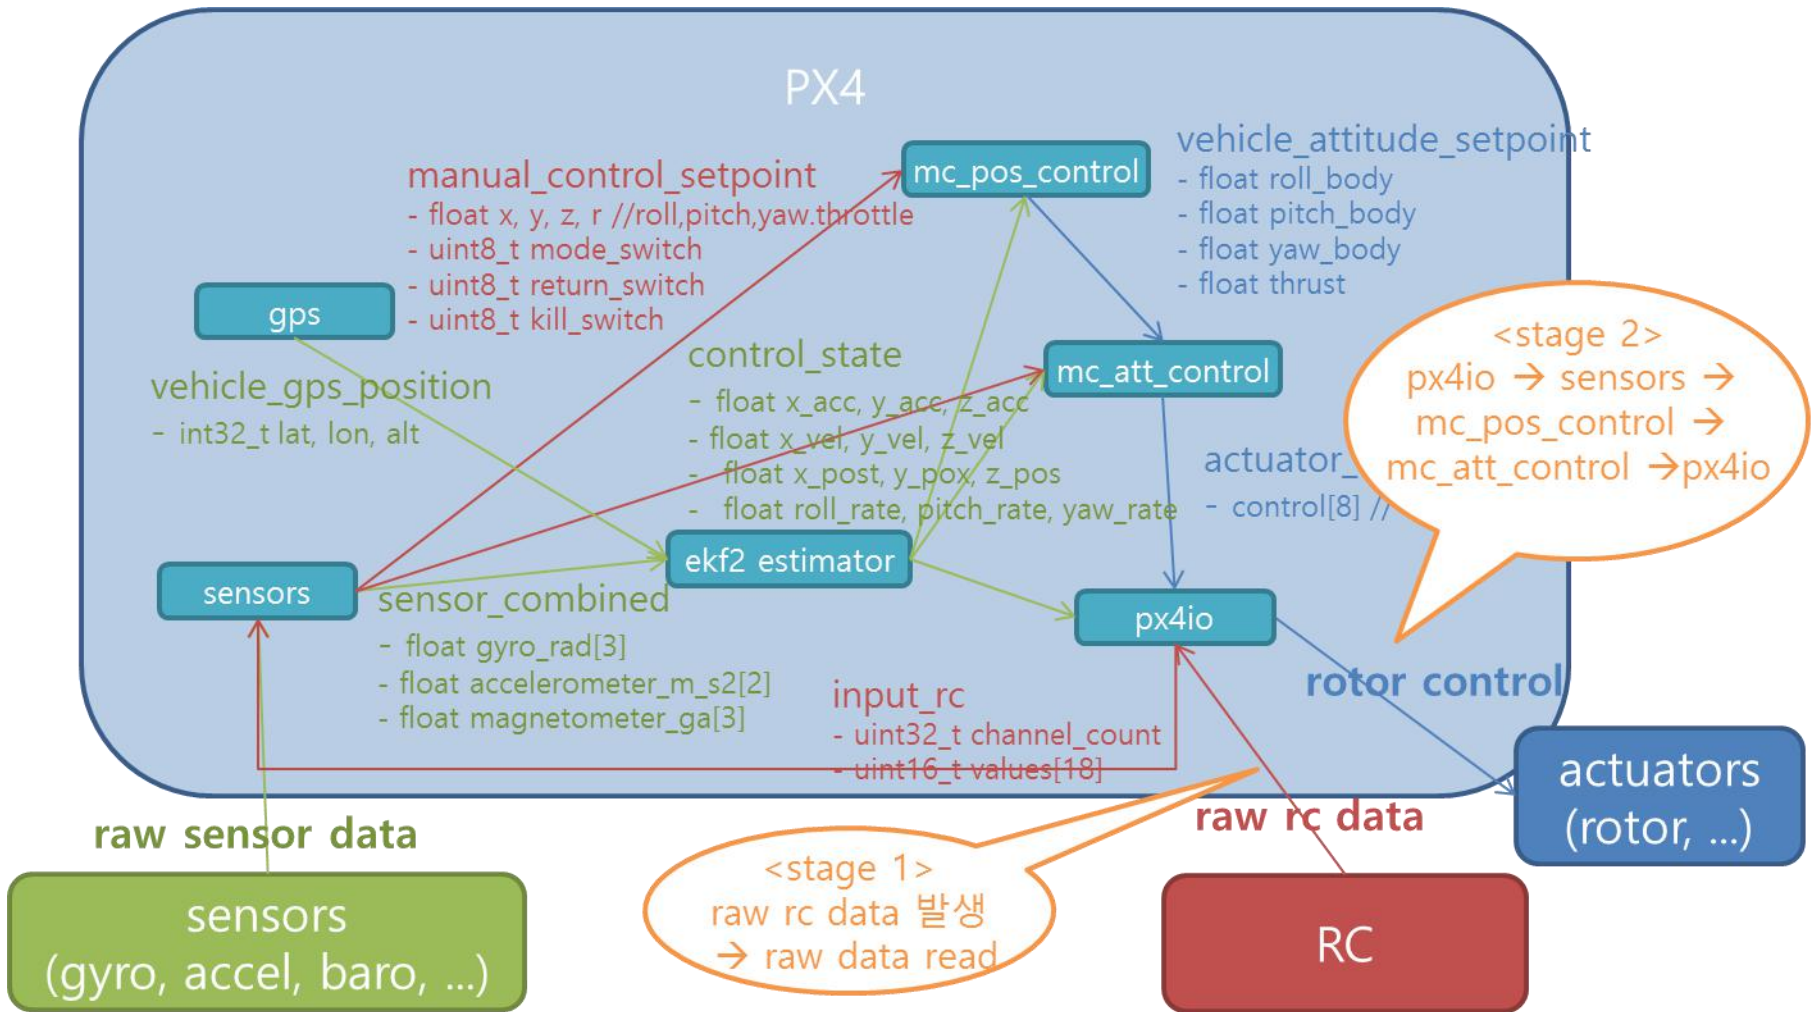 PX4
mc_pos_control
vehicle_attitude_setpoint
- float roll_body
- float pitch_body
- float yaw_body
- float thrust
manual_control_setpoint
- float x, y, z, r //roll,pitch,yaw.throttle
- uint8_t mode_switch
- uint8_t return_switch
- uint8_t kill_switch
gps
vehicle_gps_position
- int32_t lat, lon, alt
control_state
- float x_acc, y_acc, z_acc
- float x_vel, y_vel, z_vel
- float x_post, y_pox, z_pos
- float roll_rate, pitch_rate, yaw_rate
mc_att_control
<stage 2>
px4io → sensors →
mc_pos_control →
mc_att_control →px4io
actuator_
- control[8] //
ekf2 estimator
sensors
sensor_combined
- float gyro_rad[3]
- float accelerometer_m_s2[2]
- float magnetometer_ga[3]
px4io
input_rc
- uint32_t channel_count
- uint16_t values[18]
rotor control
actuators
(rotor, ...)
raw sensor data
raw rc data
<stage 1>
raw rc data 발생
→ raw data read
sensors
(gyro, accel, baro, ...)
RC